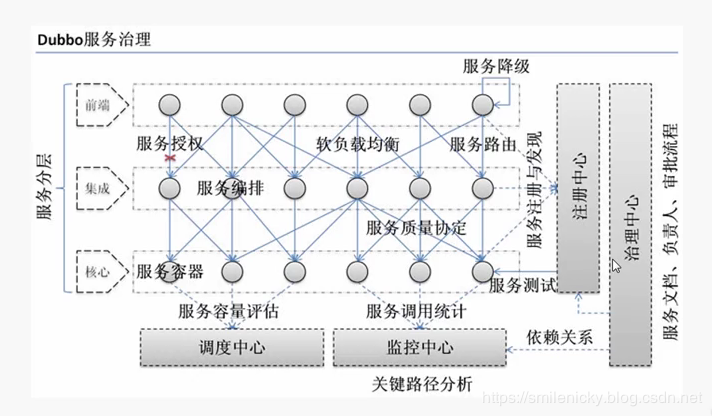 Dubbo服务治理
服务降级
前端
服务授权
软负载均衡
服务路由
服务分层
集成
服务编排
服务注册与发现
注册中心
治理中心
服务文档、负责人、审批流程
服务质量协定
核心
服务容器
服务测试
服务容量评估
服务调用统计
调度中心
监控中心
依赖关系
关键路径分析
https://smilenicky.blog.csdn.net